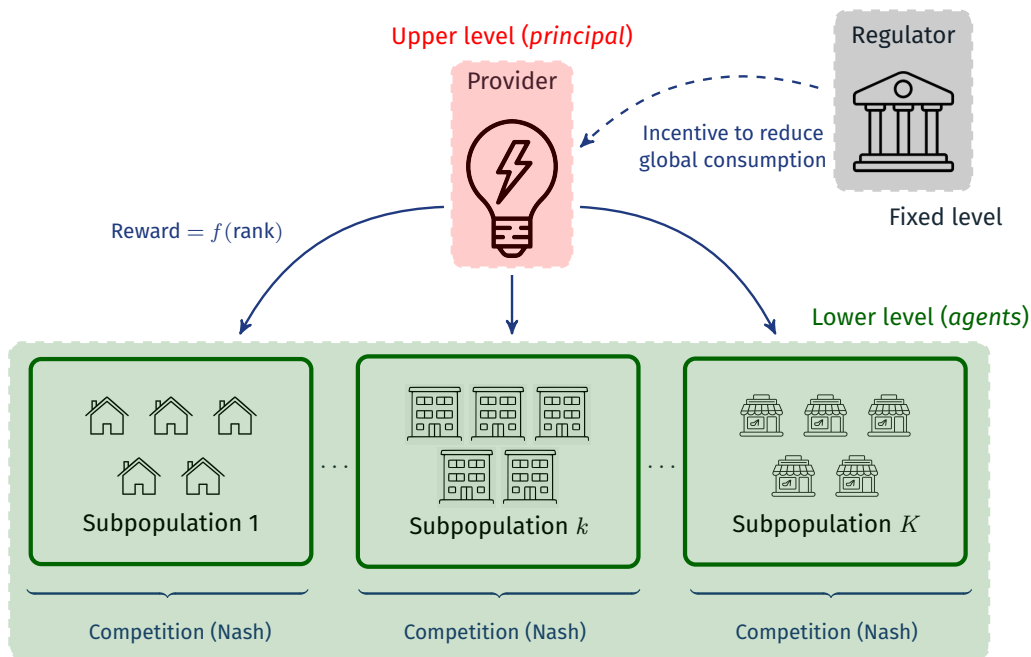 Upper level (principal)
Regulator
Provider
Incentive to reduce
global consumption
Reward = f(rank)
Fixed level
Lower level (agents)
... ...
Subpopulation 1
Subpopulation k
Subpopulation K
Competition (Nash)
Competition (Nash)
Competition (Nash)